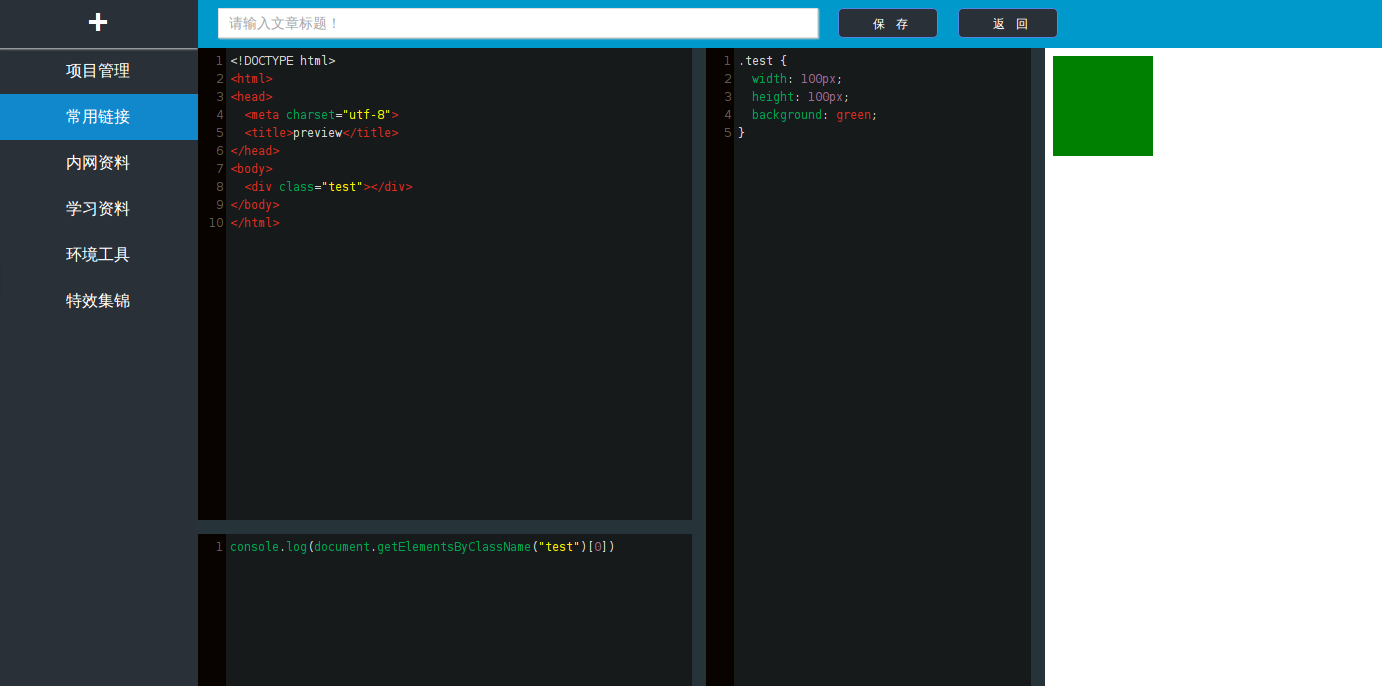 +
请输入文章标题！
保 存
返 回
项目管理
常用链接
内网资料
学习资料
环境工具
特效集锦
1 <!DOCTYPE html>
2 <html>
3 <head>
4   <meta charset="utf-8">
5   <title>preview</title>
6 </head>
7 <body>
8   <div class="test"></div>
9 </body>
10 </html>
1 console.log(document.getElementsByClassName("test")[0])
1 .test {
2   width: 100px;
3   height: 100px;
4   background: green;
5 }